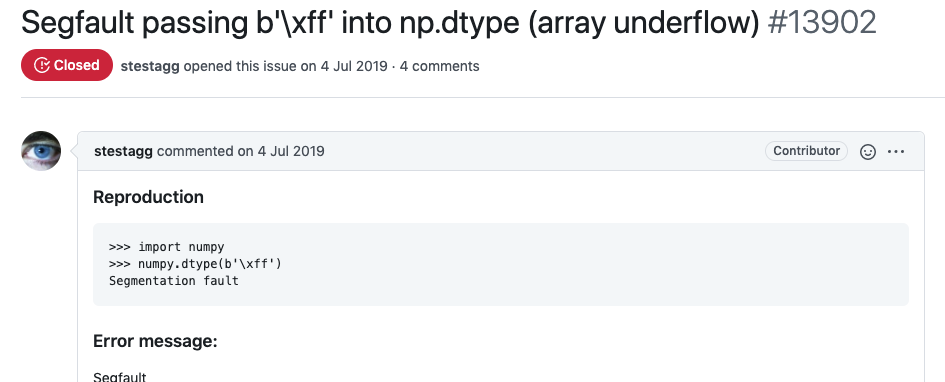 Segfault passing b'\xff' into np.dtype (array underflow) #13902
Closed stestagg opened this issue on 4 Jul 2019 · 4 comments
stestagg commented on 4 Jul 2019 Contributor
Reproduction
>>> import numpy
>>> numpy.dtype(b'\xff')
Segmentation fault
Error message:
Segfault